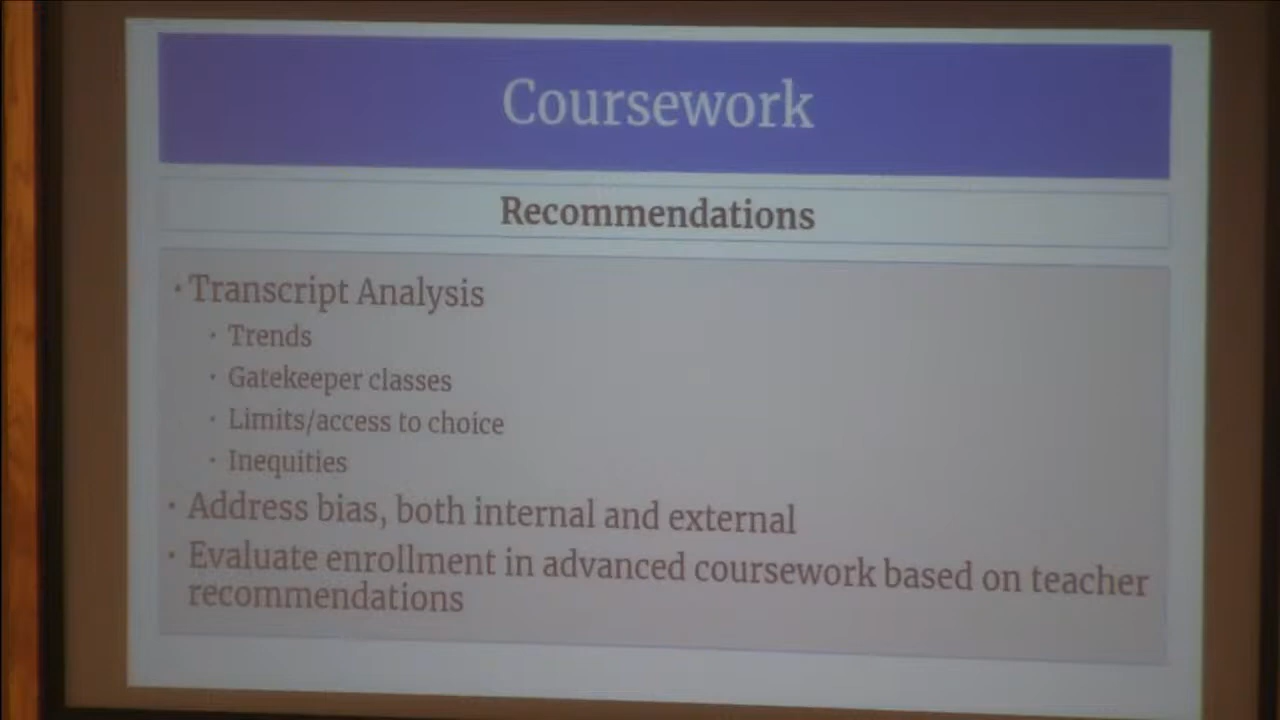 Coursework
Recommendations
· Transcript Analysis
· Trends
· Gatekeeper classes
· Limits/access to choice
· Inequities
· Address bias, both internal and external
· Evaluate enrollment in advanced coursework based on teacher
recommendations